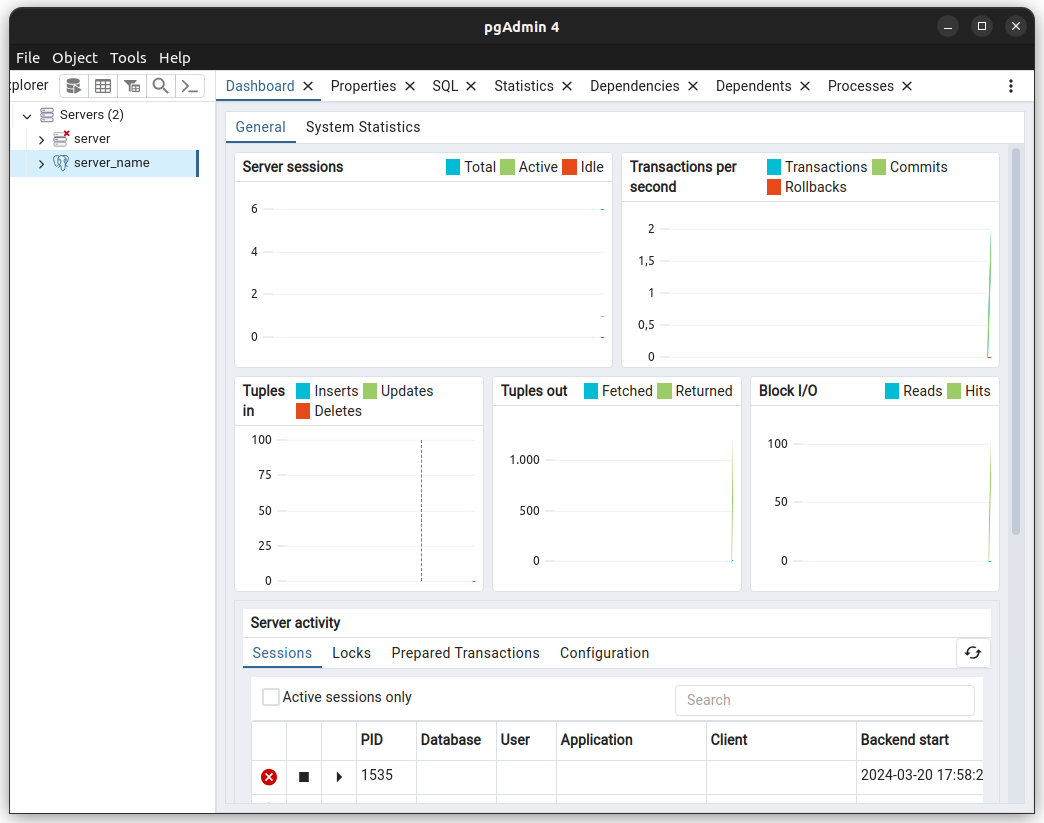 pgAdmin 4
File Object Tools Help
plorer
Dashboard Properties SQL Statistics Dependencies Dependents Processes
Servers (2)
server
server_name
General System Statistics
Server sessions Total Active Idle
6
4
2
0
Transactions per
second
Transactions Commits
Rollbacks
2
1,5
1
0,5
0
Tuples
in
Inserts Updates
Deletes
100
75
50
25
0
Tuples out Fetched Returned
1.000
500
0
Block I/O Reads Hits
100
50
0
Server activity
Sessions Locks Prepared Transactions Configuration
Active sessions only Search
PID Database User Application Client Backend start
1535 2024-03-20 17:58:2